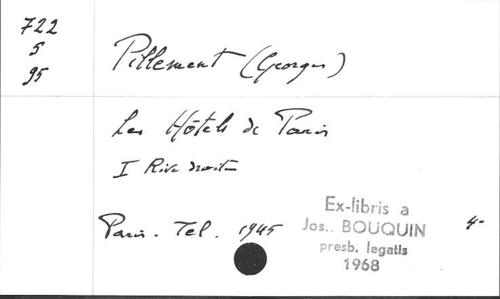 722
5
95
Pillement (Georges)
Les Hôtels de Paris
I Rive droite
Paris. Tel. 1945
Ex-libris a
Jos.. BOUQUIN
presb. legatis
1968
4-